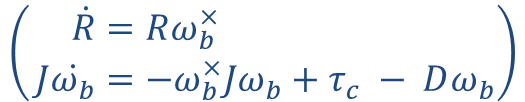 Ṙ = Rω_b^×
Jω̇_b = −ω_b^× Jω_b + τ_c − Dω_b